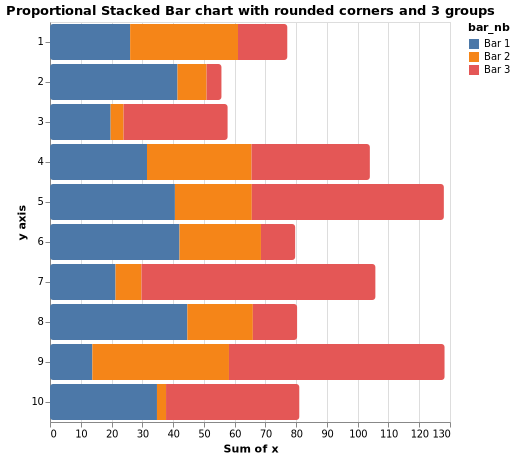 Proportional Stacked Bar chart with rounded corners and 3 groups
bar_nb
Bar 1
Bar 2
Bar 3
y axis
1
2
3
4
5
6
7
8
9
10
0 10 20 30 40 50 60 70 80 90 100 110 120 130
Sum of x